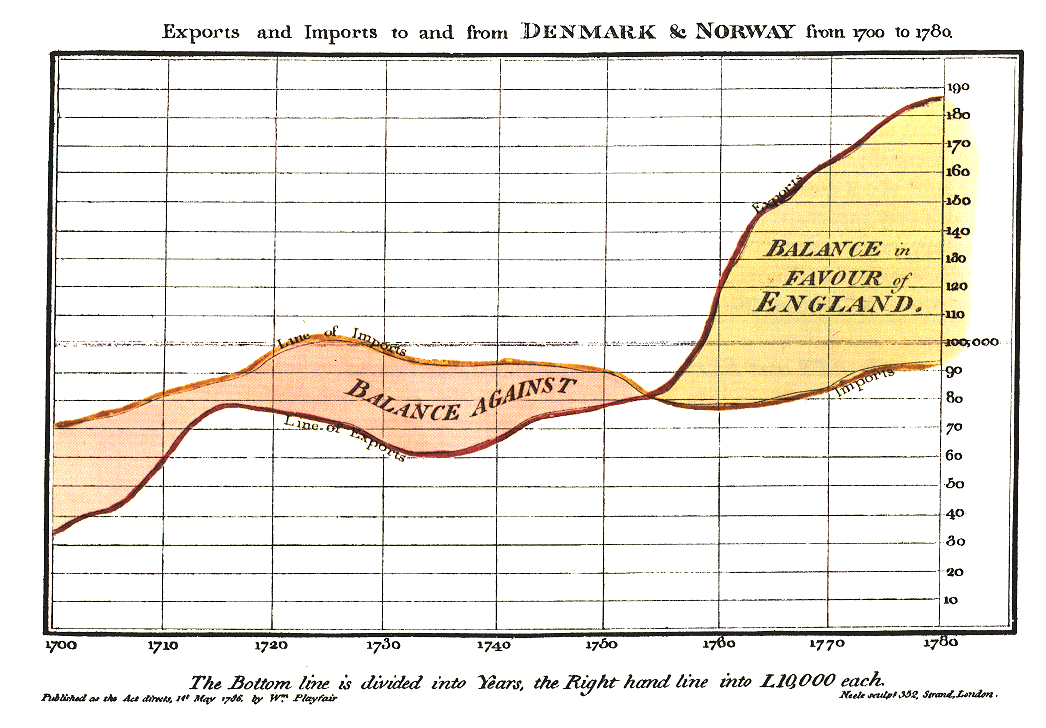 Exports and Imports to and from DENMARK & NORWAY from 1700 to 1780.
190
180
170
160
Exports
150
140
BALANCE in
130
FAVOUR of
120
ENGLAND.
110
Line of Imports
100,000
90
Imports
BALANCE AGAINST
80
Line of Exports
70
60
50
40
30
20
10
1700 1710 1720 1730 1740 1750 1760 1770 1780
The Bottom line is divided into Years, the Right hand line into L10,000 each.
Published as the Act directs, 1st May 1786, by Wm. Playfair
Neele sculpt 352, Strand, London.